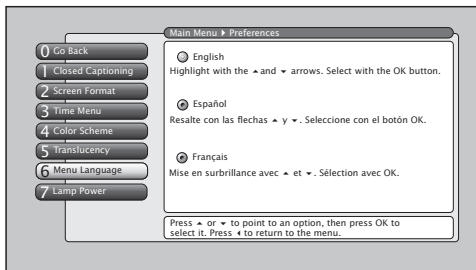 Main Menu ▸ Preferences
0 Go Back
1 Closed Captioning
2 Screen Format
3 Time Menu
4 Color Scheme
5 Translucency
6 Menu Language
7 Lamp Power
English
Highlight with the ▲ and ▼ arrows. Select with the OK button.
Español
Resalte con las flechas ▲ y ▼. Seleccione con el botón OK.
Français
Mise en surbrillance avec ▲ et ▼. Sélection avec OK.
Press ▲ or ▼ to point to an option, then press OK to
select it. Press ◂ to return to the menu.